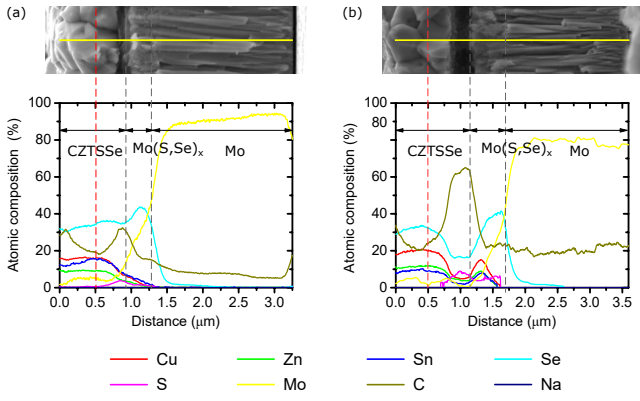 (a)
(b)
100
80
60
40
20
0
Atomic composition (%)
CZTSSe
Mo(S,Se)x
Mo
0.0 0.5 1.0 1.5 2.0 2.5 3.0
Distance (μm)
100
80
60
40
20
0
Atomic composition (%)
CZTSSe
Mo(S,Se)x
Mo
0.0 0.5 1.0 1.5 2.0 2.5 3.0 3.5
Distance (μm)
Cu Zn Sn Se
S Mo C Na